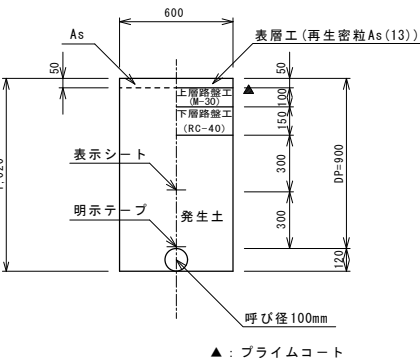 600
As
表層工(再生密粒As(13))
50
50
上層路盤工
(M-30)
100
下層路盤工
(RC-40)
150
表示シート
300
DP=900
明示テープ
発生土
300
120
呼び径100mm
▲：プライムコート